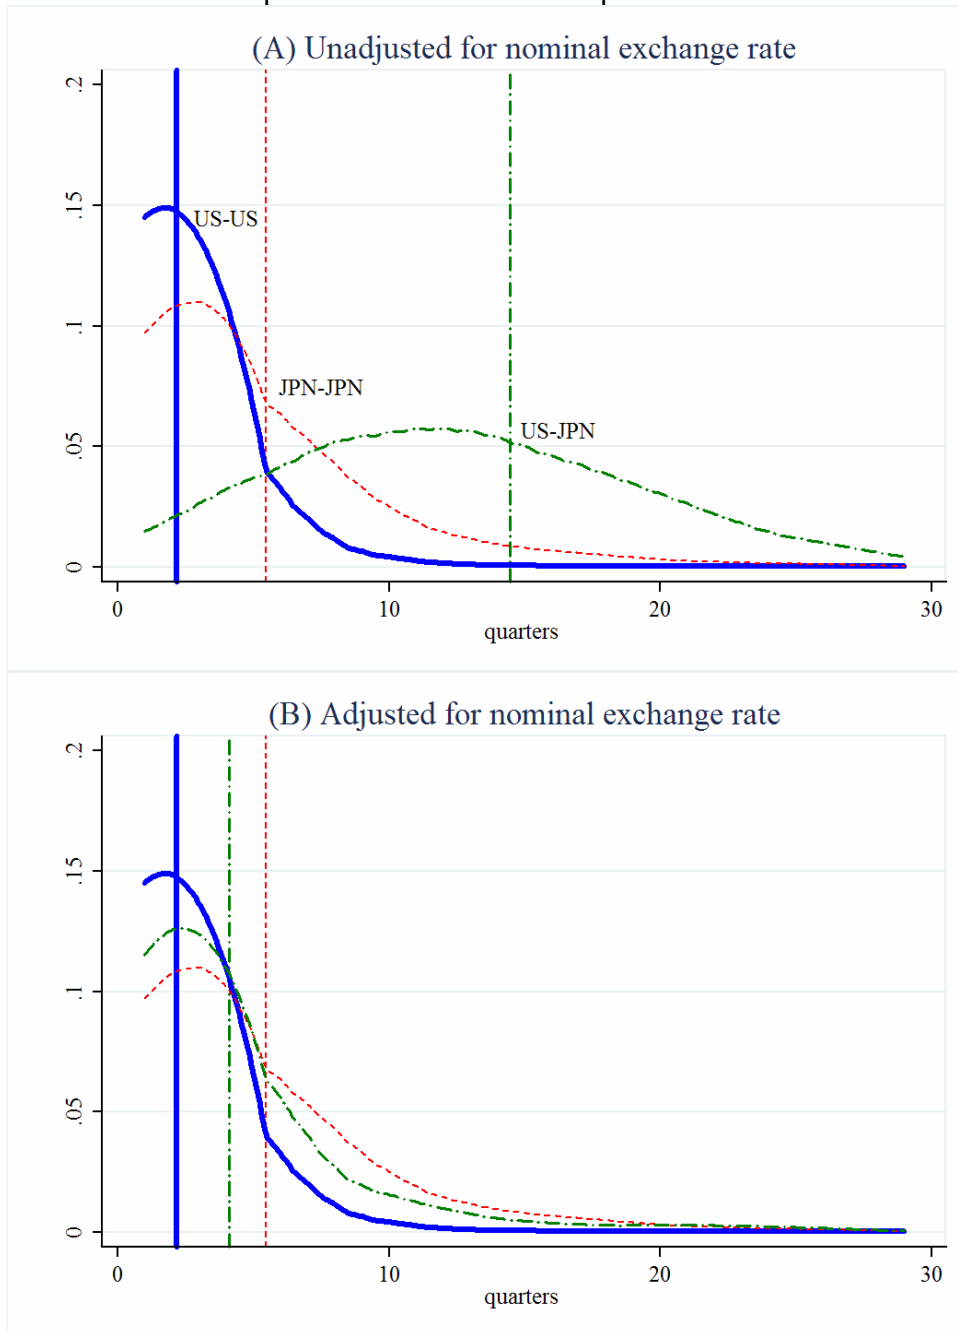 (A) Unadjusted for nominal exchange rate
.2
.15
.1
.05
0
US-US
JPN-JPN
US-JPN
0 10 20 30
quarters
(B) Adjusted for nominal exchange rate
.2
.15
.1
.05
0
0 10 20 30
quarters